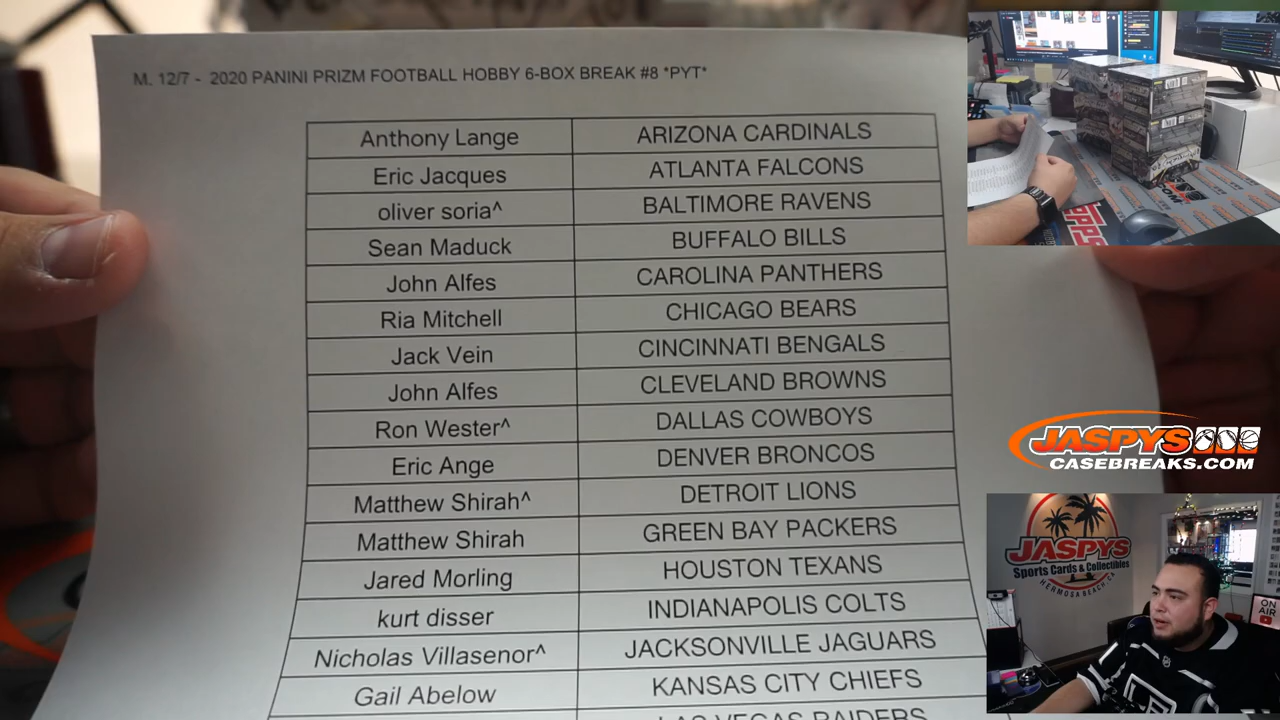 M. 12/7 - 2020 PANINI PRIZM FOOTBALL HOBBY 6-BOX BREAK #8 *PYT*
Anthony Lange ARIZONA CARDINALS
Eric Jacques ATLANTA FALCONS
oliver soria^ BALTIMORE RAVENS
Sean Maduck BUFFALO BILLS
John Alfes CAROLINA PANTHERS
Ria Mitchell CHICAGO BEARS
Jack Vein CINCINNATI BENGALS
John Alfes CLEVELAND BROWNS
Ron Wester^ DALLAS COWBOYS
Eric Ange DENVER BRONCOS
Matthew Shirah^ DETROIT LIONS
Matthew Shirah GREEN BAY PACKERS
Jared Morling HOUSTON TEXANS
kurt disser INDIANAPOLIS COLTS
Nicholas Villasenor^ JACKSONVILLE JAGUARS
Gail Abelow KANSAS CITY CHIEFS
LAS VEGAS RAIDERS
TOPPS
JASPYS
CASEBREAKS.COM
JASPYS
Sports Cards & Collectibles
HERMOSA BEACH, CA
ON
AIR